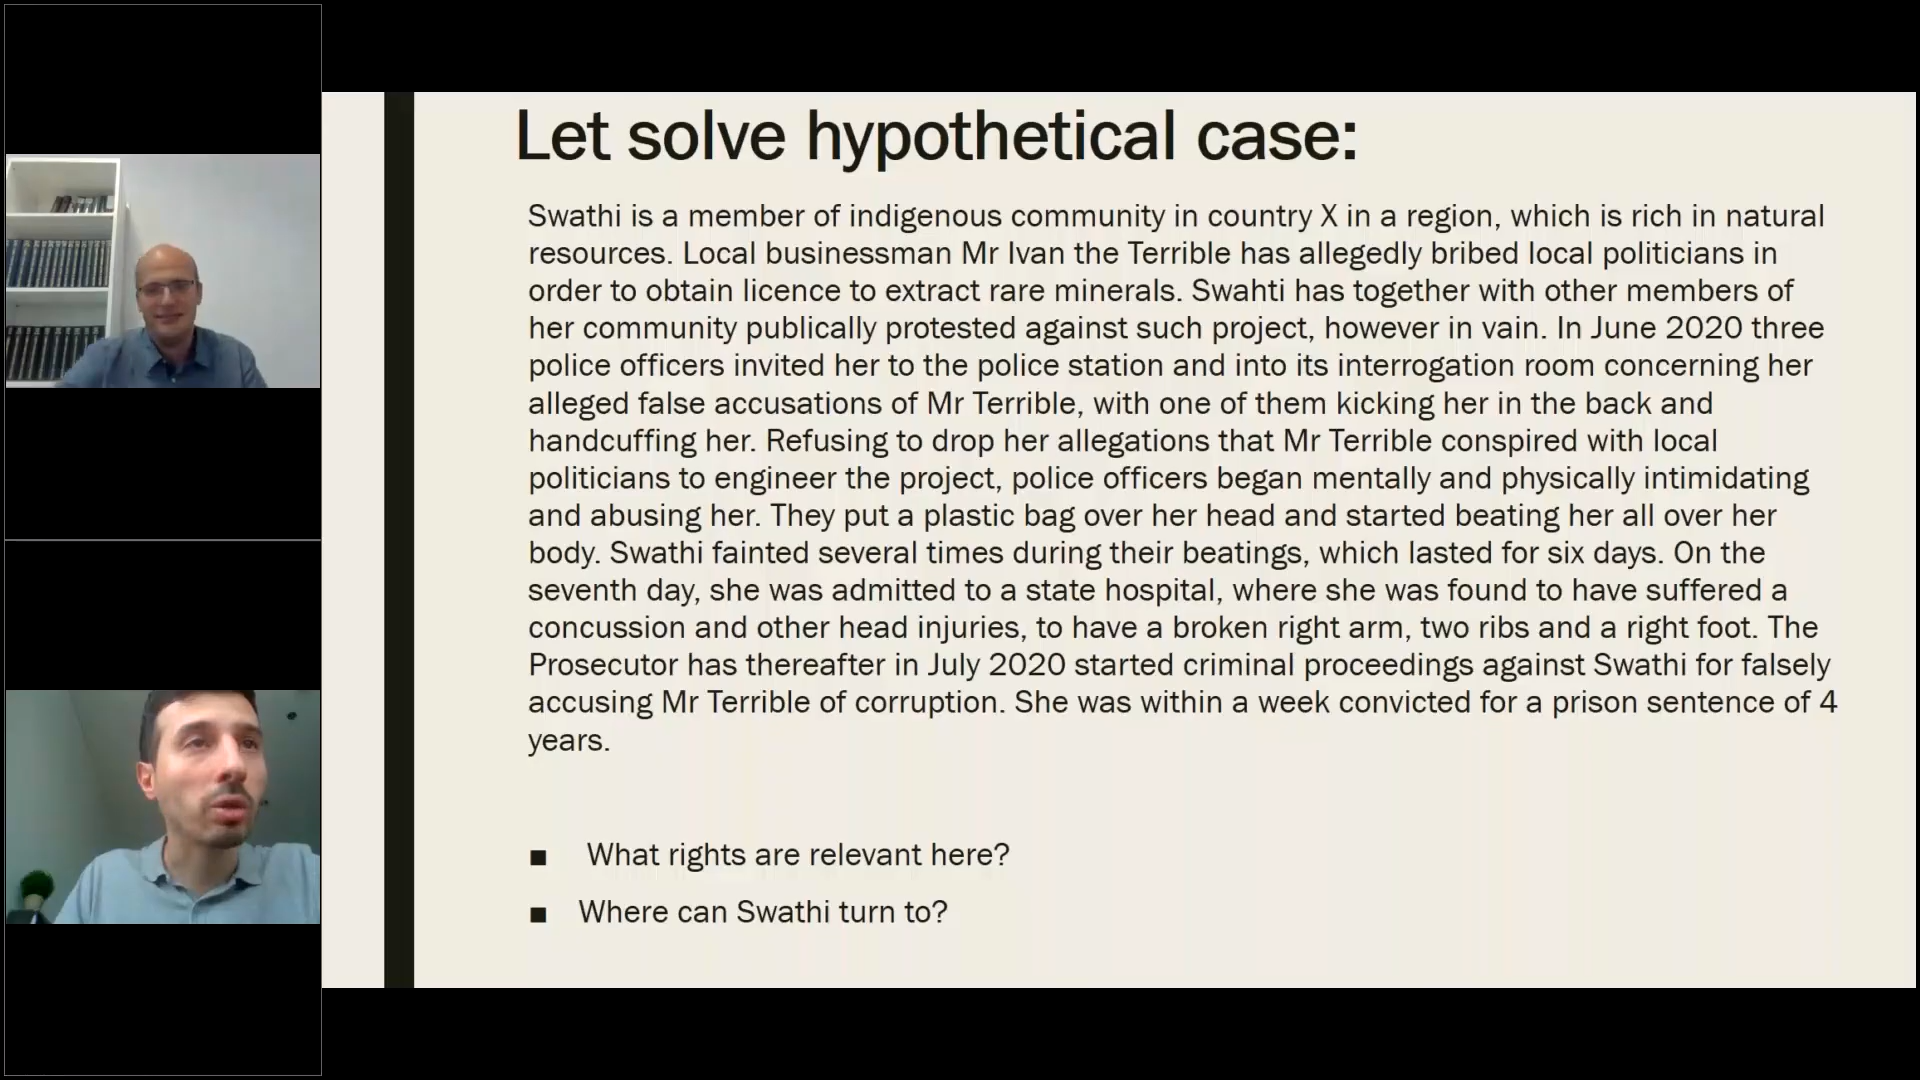 Let solve hypothetical case:
Swathi is a member of indigenous community in country X in a region, which is rich in natural
resources. Local businessman Mr Ivan the Terrible has allegedly bribed local politicians in
order to obtain licence to extract rare minerals. Swahti has together with other members of
her community publically protested against such project, however in vain. In June 2020 three
police officers invited her to the police station and into its interrogation room concerning her
alleged false accusations of Mr Terrible, with one of them kicking her in the back and
handcuffing her. Refusing to drop her allegations that Mr Terrible conspired with local
politicians to engineer the project, police officers began mentally and physically intimidating
and abusing her. They put a plastic bag over her head and started beating her all over her
body. Swathi fainted several times during their beatings, which lasted for six days. On the
seventh day, she was admitted to a state hospital, where she was found to have suffered a
concussion and other head injuries, to have a broken right arm, two ribs and a right foot. The
Prosecutor has thereafter in July 2020 started criminal proceedings against Swathi for falsely
accusing Mr Terrible of corruption. She was within a week convicted for a prison sentence of 4
years.
■ What rights are relevant here?
■ Where can Swathi turn to?